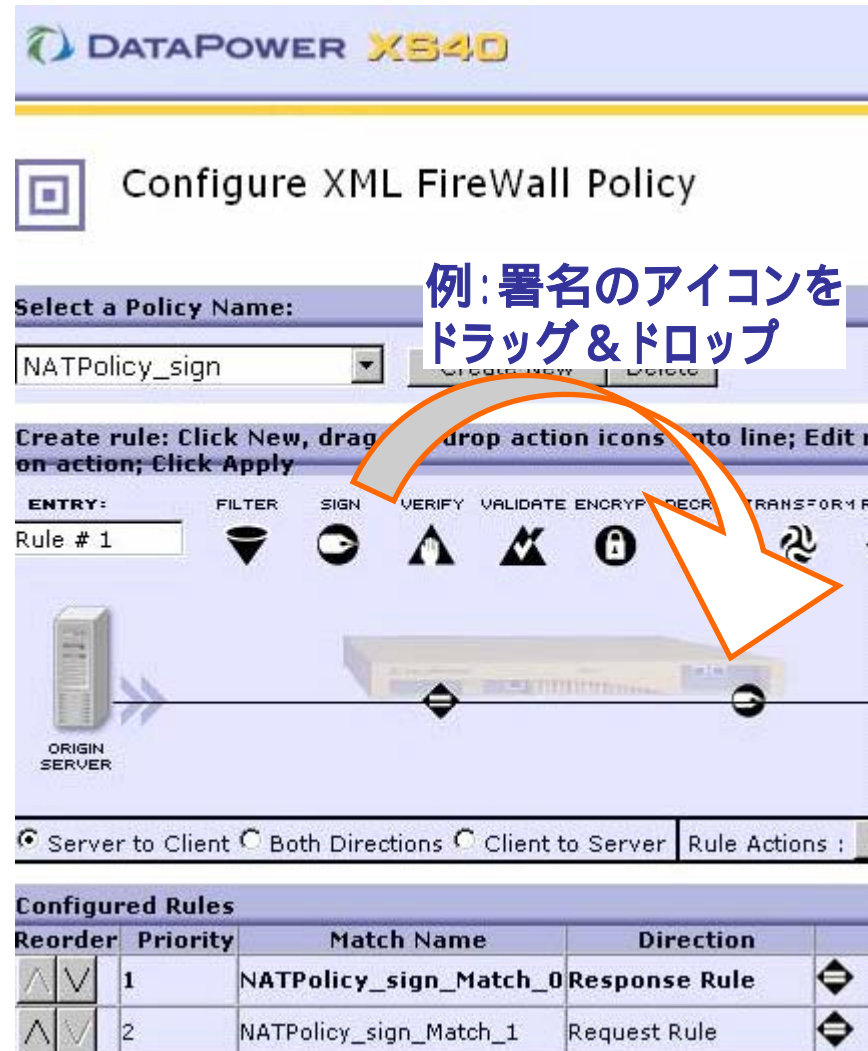 DATAPOWER XS40
Configure XML FireWall Policy
例:署名のアイコンを
ドラッグ&ドロップ
Select a Policy Name:
NATPolicy_sign
Create New Delete
Create rule: Click New, drag drop action icons onto line; Edit
on action; Click Apply
ENTRY: FILTER SIGN VERIFY VALIDATE ENCRYP DECR TRANSFORM
Rule # 1
ORIGIN
SERVER
Server to Client Both Directions Client to Server Rule Actions :
Configured Rules
Reorder Priority Match Name Direction
1 NATPolicy_sign_Match_0 Response Rule
2 NATPolicy_sign_Match_1 Request Rule